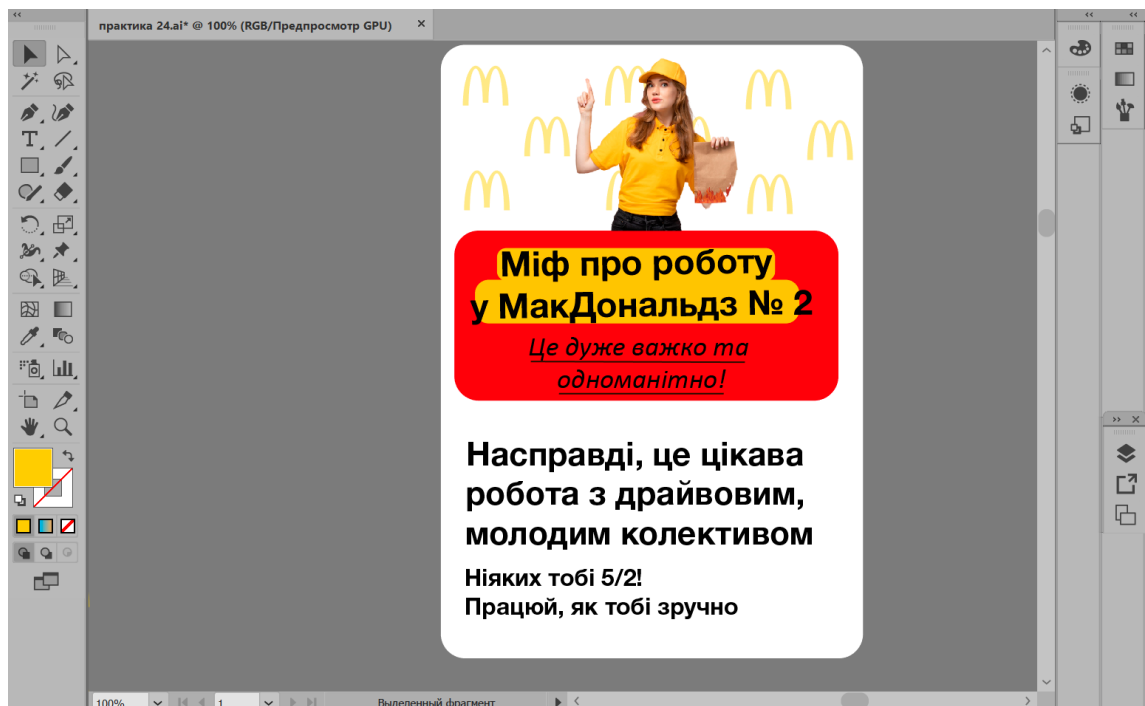 практика 24.ai* @ 100% (RGB/Предпросмотр GPU) ×
Міф про роботу
у МакДональдз № 2
Це дуже важко та
одноманітно!
Насправді, це цікава
робота з драйвовим,
молодим колективом
Ніяких тобі 5/2!
Працюй, як тобі зручно
100% 1 Выделенный фрагмент